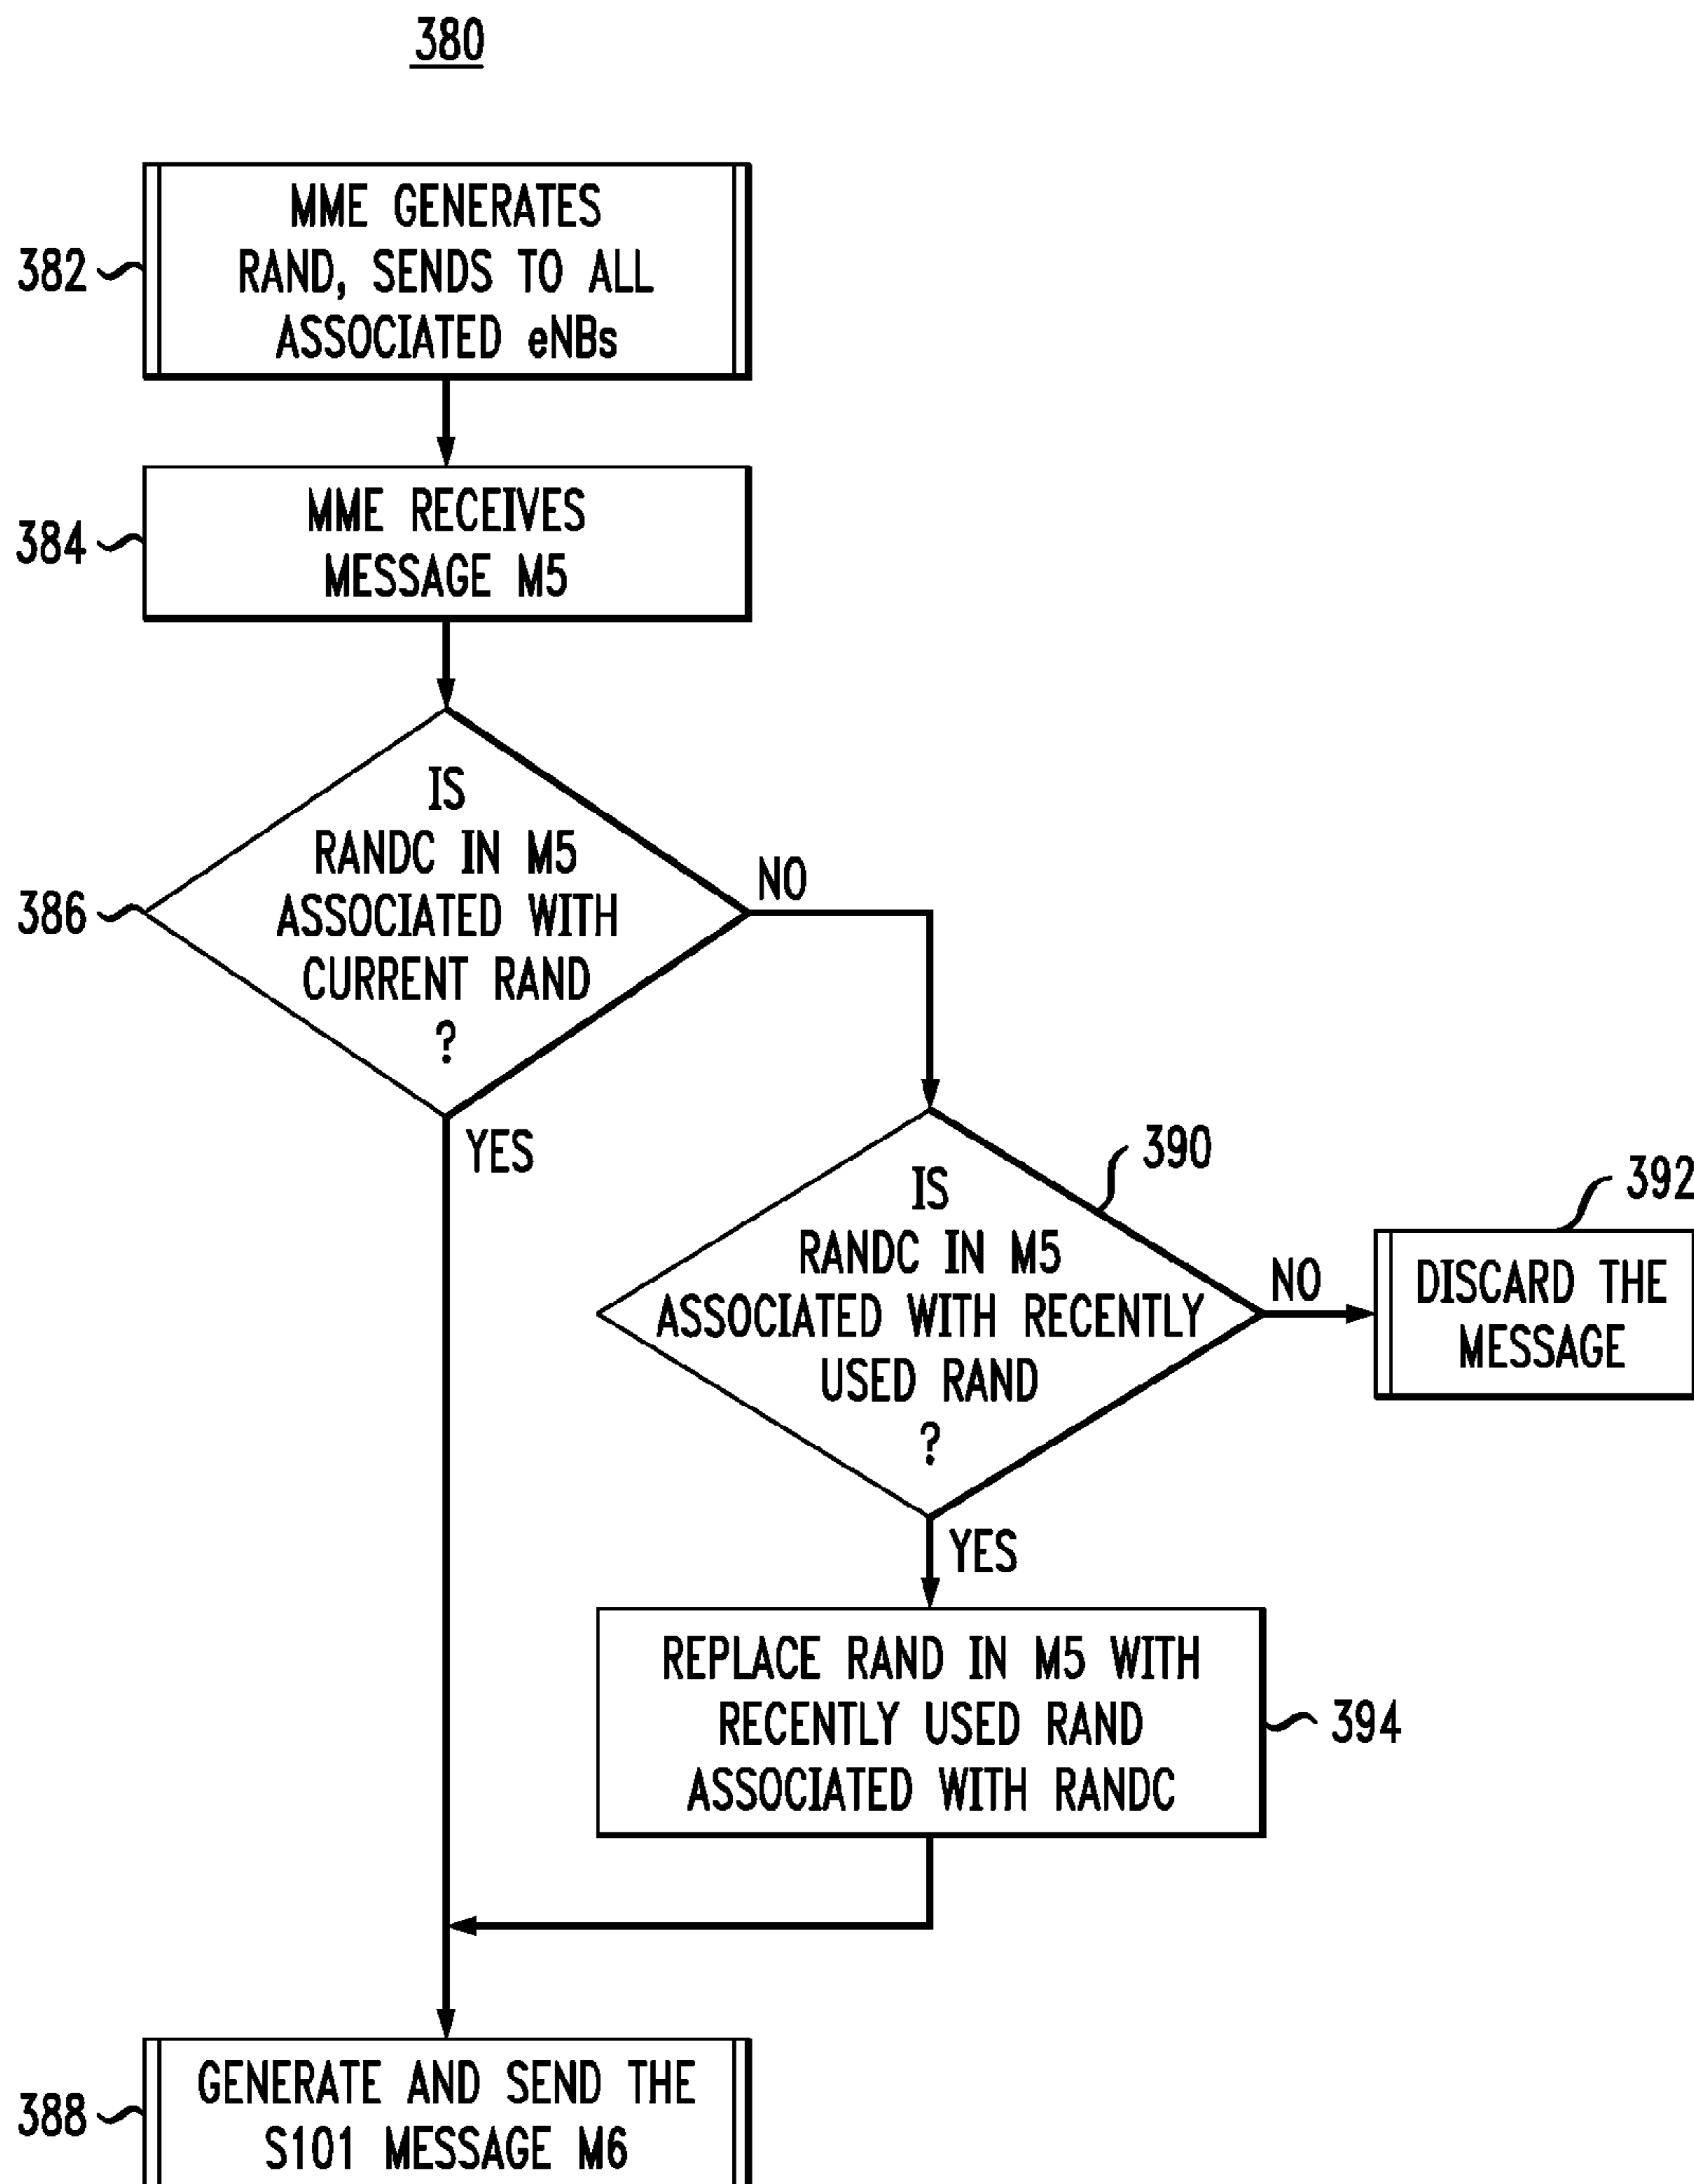 380
382
MME GENERATES
RAND, SENDS TO ALL
ASSOCIATED eNBs
384
MME RECEIVES
MESSAGE M5
386
IS
RANDC IN M5
ASSOCIATED WITH
CURRENT RAND
?
NO
YES
390
IS
RANDC IN M5
ASSOCIATED WITH RECENTLY
USED RAND
?
NO
392
DISCARD THE
MESSAGE
YES
REPLACE RAND IN M5 WITH
RECENTLY USED RAND
ASSOCIATED WITH RANDC
394
388
GENERATE AND SEND THE
S101 MESSAGE M6